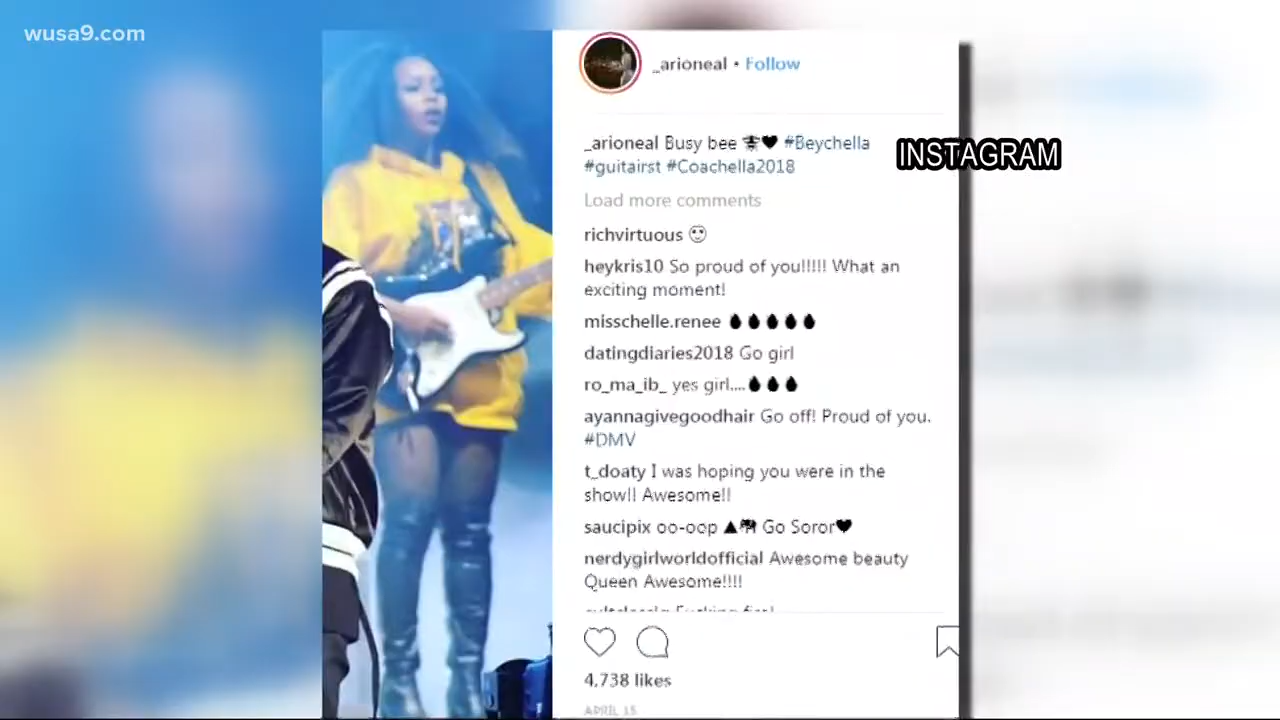 wusa9.com
_arioneal • Follow
_arioneal Busy bee 🐝🖤 #Beychella
#guitairst #Coachella2018
INSTAGRAM
Load more comments
richvirtuous
heykris10 So proud of you!!!!! What an
exciting moment!
misschelle.renee
datingdiaries2018 Go girl
ro_ma_ib_ yes girl....
ayannagivegoodhair Go off! Proud of you.
#DMV
t_doaty I was hoping you were in the
show!! Awesome!!
saucipix oo-oop 🔺🐘 Go Soror🖤
nerdygirlworldofficial Awesome beauty
Queen Awesome!!!!
4,738 likes
APRIL 15